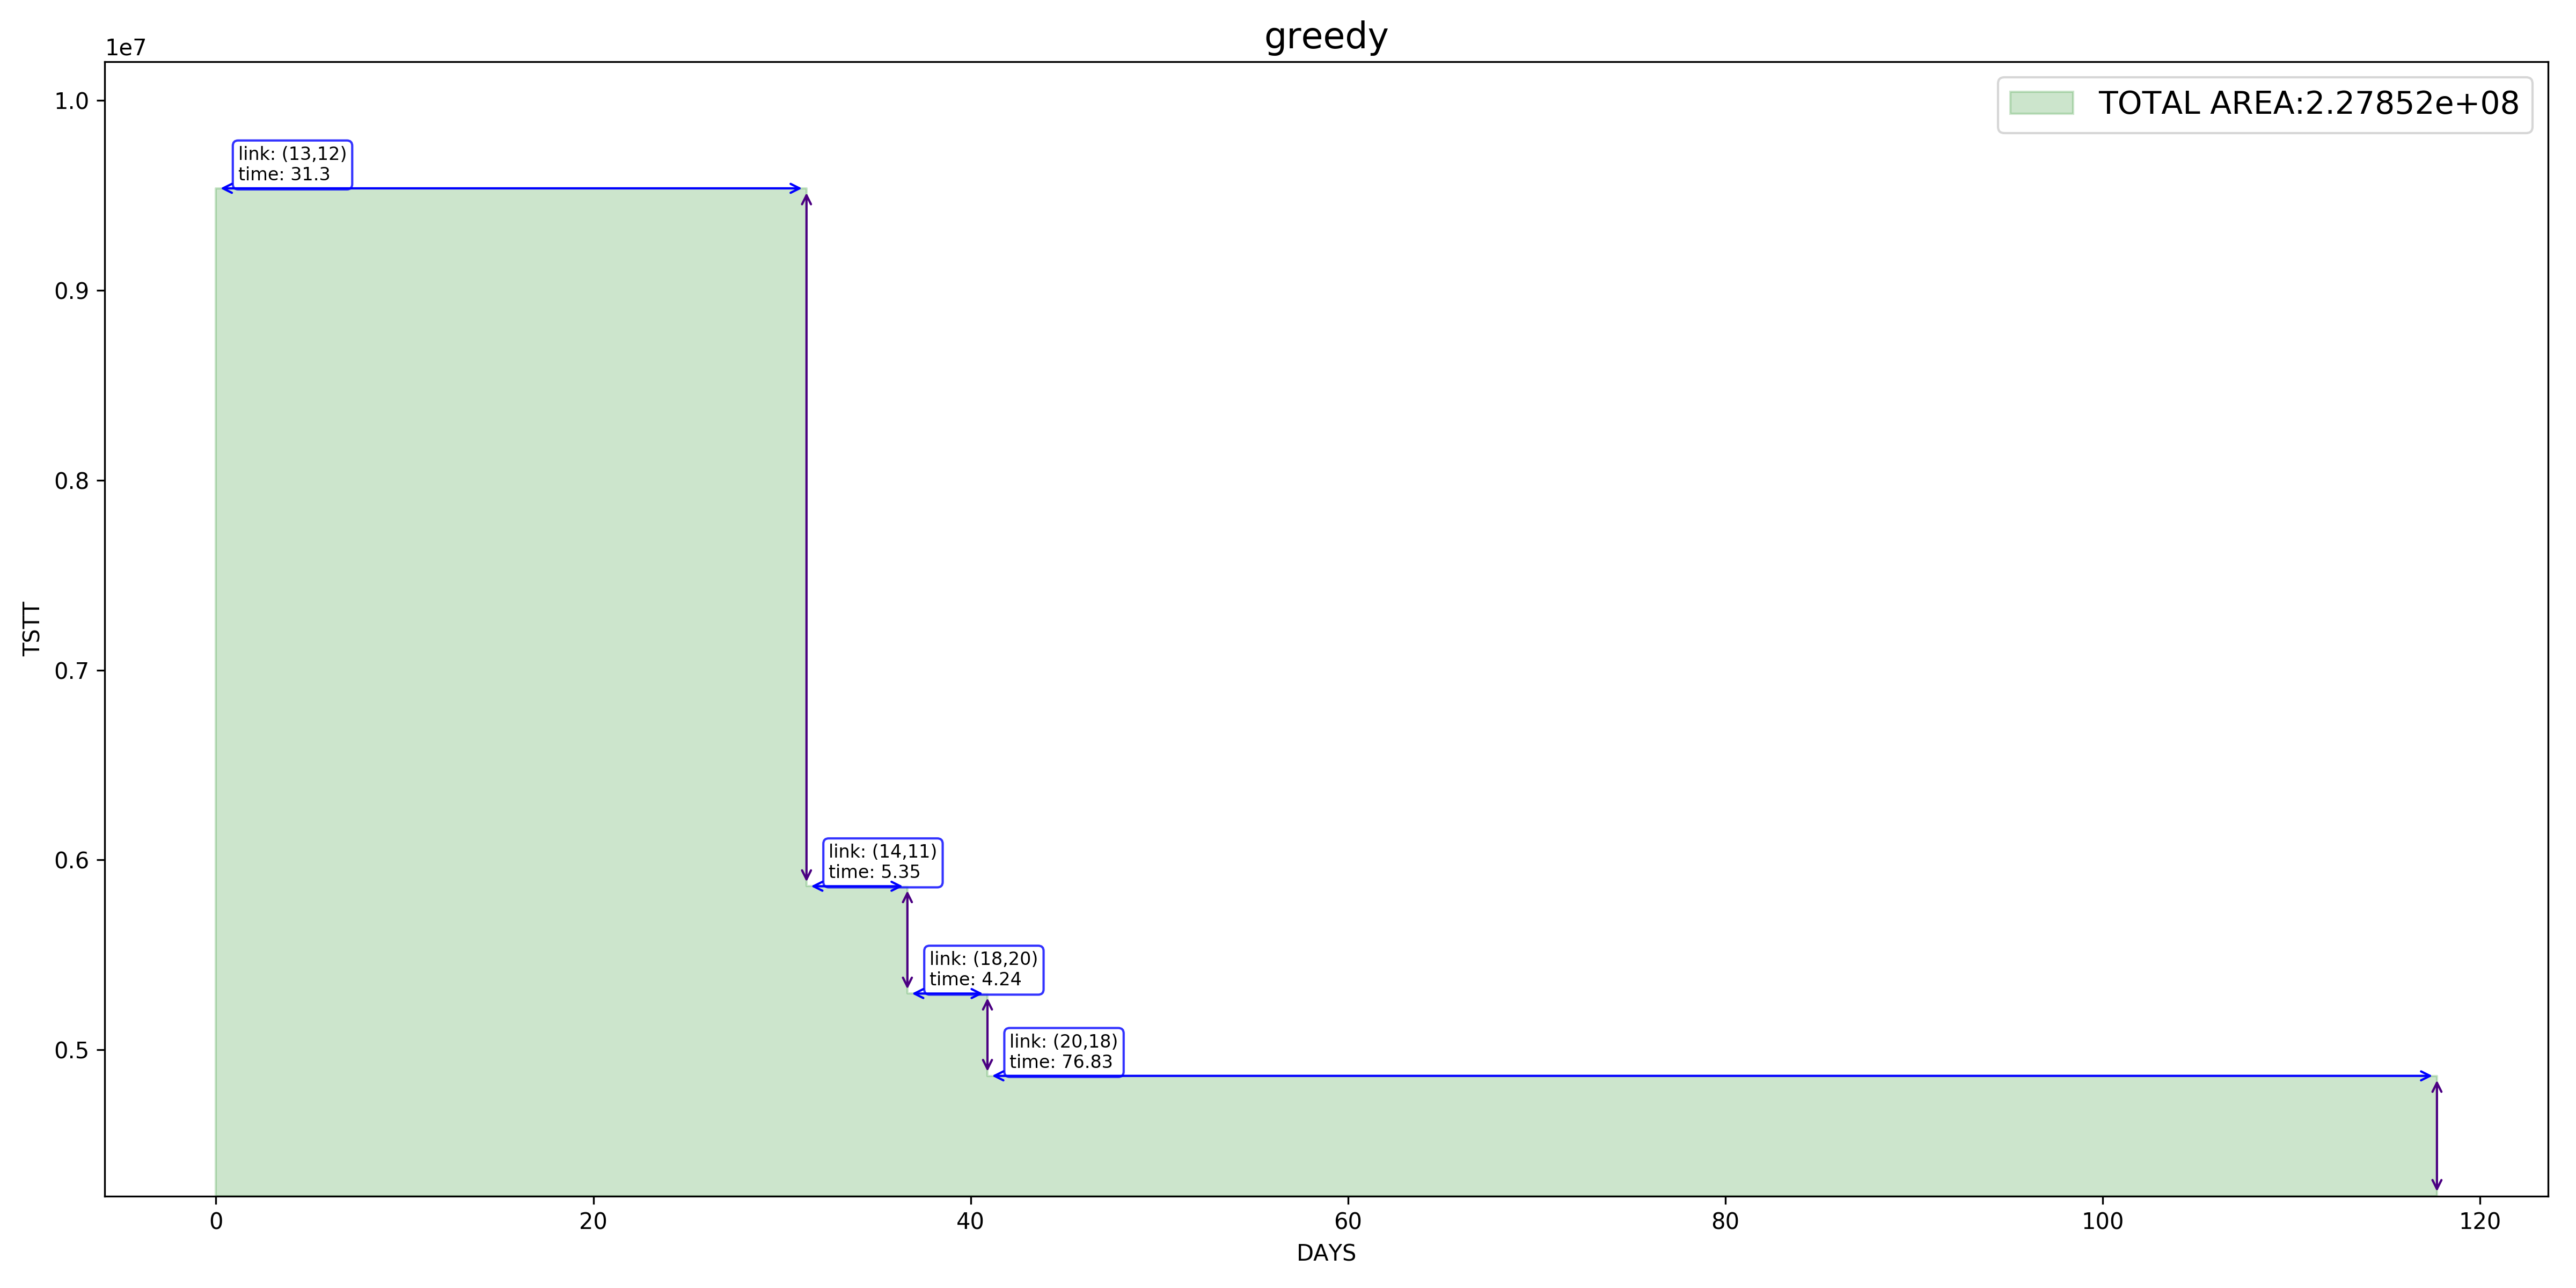 greedy
1e7
TOTAL AREA:2.27852e+08
1.0
0.9
0.8
0.7
0.6
0.5
TSTT
link: (13,12)
time: 31.3
link: (14,11)
time: 5.35
link: (18,20)
time: 4.24
link: (20,18)
time: 76.83
0 20 40 60 80 100 120
DAYS